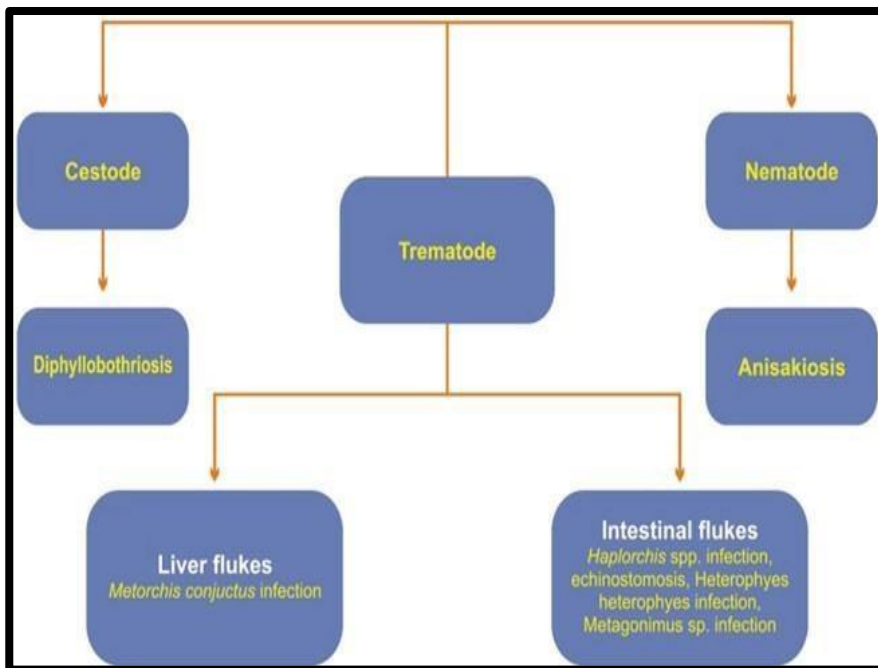 Cestode
Trematode
Nematode
Diphyllobothriosis
Anisakiosis
Liver flukes
Metorchis conjuctus infection
Intestinal flukes
Haplorchis spp. infection,
echinostomosis, Heterophyes
heterophyes infection,
Metagonimus sp. infection